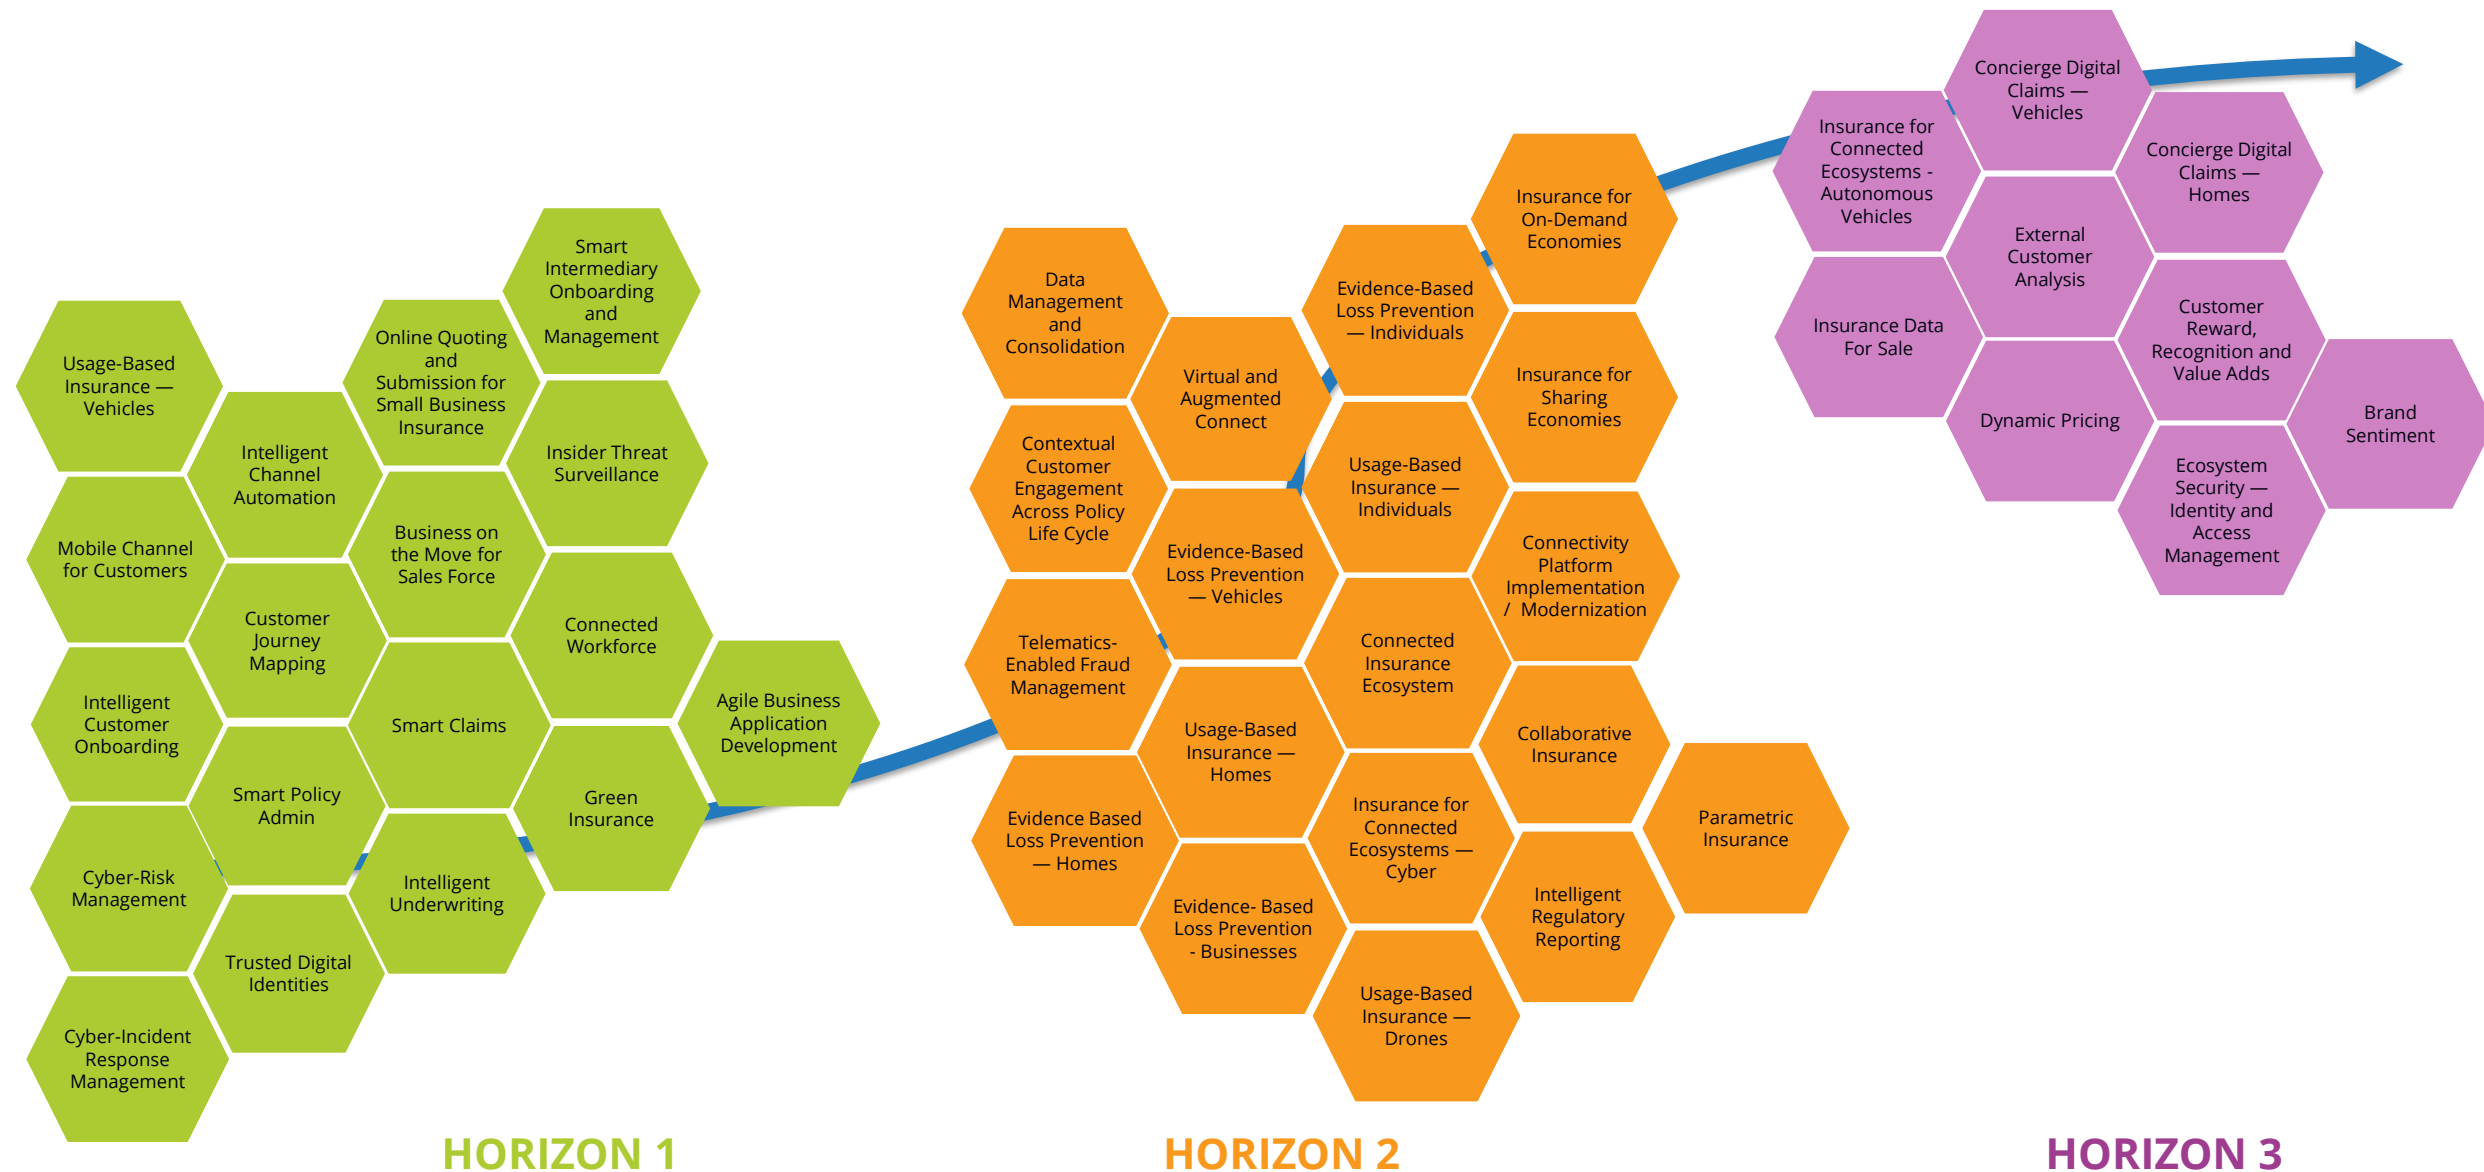 Usage-Based
Insurance —
Vehicles
Mobile Channel
for Customers
Intelligent
Customer
Onboarding
Cyber-Risk
Management
Cyber-Incident
Response
Management
Intelligent
Channel
Automation
Customer
Journey
Mapping
Smart Policy
Admin
Trusted Digital
Identities
Online Quoting
and
Submission for
Small Business
Insurance
Business on
the Move for
Sales Force
Smart Claims
Intelligent
Underwriting
Smart
Intermediary
Onboarding
and
Management
Insider Threat
Surveillance
Connected
Workforce
Green
Insurance
Agile Business
Application
Development
HORIZON 1
Data
Management
and
Consolidation
Contextual
Customer
Engagement
Across Policy
Life Cycle
Telematics-
Enabled Fraud
Management
Evidence Based
Loss Prevention
— Homes
Virtual and
Augmented
Connect
Evidence-Based
Loss Prevention
— Vehicles
Usage-Based
Insurance —
Homes
Evidence- Based
Loss Prevention
- Businesses
Evidence-Based
Loss Prevention
— Individuals
Usage-Based
Insurance —
Individuals
Connected
Insurance
Ecosystem
Insurance for
Connected
Ecosystems —
Cyber
Usage-Based
Insurance —
Drones
Insurance for
On-Demand
Economies
Insurance for
Sharing
Economies
Connectivity
Platform
Implementation
/ Modernization
Collaborative
Insurance
Intelligent
Regulatory
Reporting
Parametric
Insurance
HORIZON 2
Insurance for
Connected
Ecosystems -
Autonomous
Vehicles
Insurance Data
For Sale
Concierge Digital
Claims —
Vehicles
External
Customer
Analysis
Dynamic Pricing
Concierge Digital
Claims —
Homes
Customer
Reward,
Recognition and
Value Adds
Ecosystem
Security —
Identity and
Access
Management
Brand
Sentiment
HORIZON 3